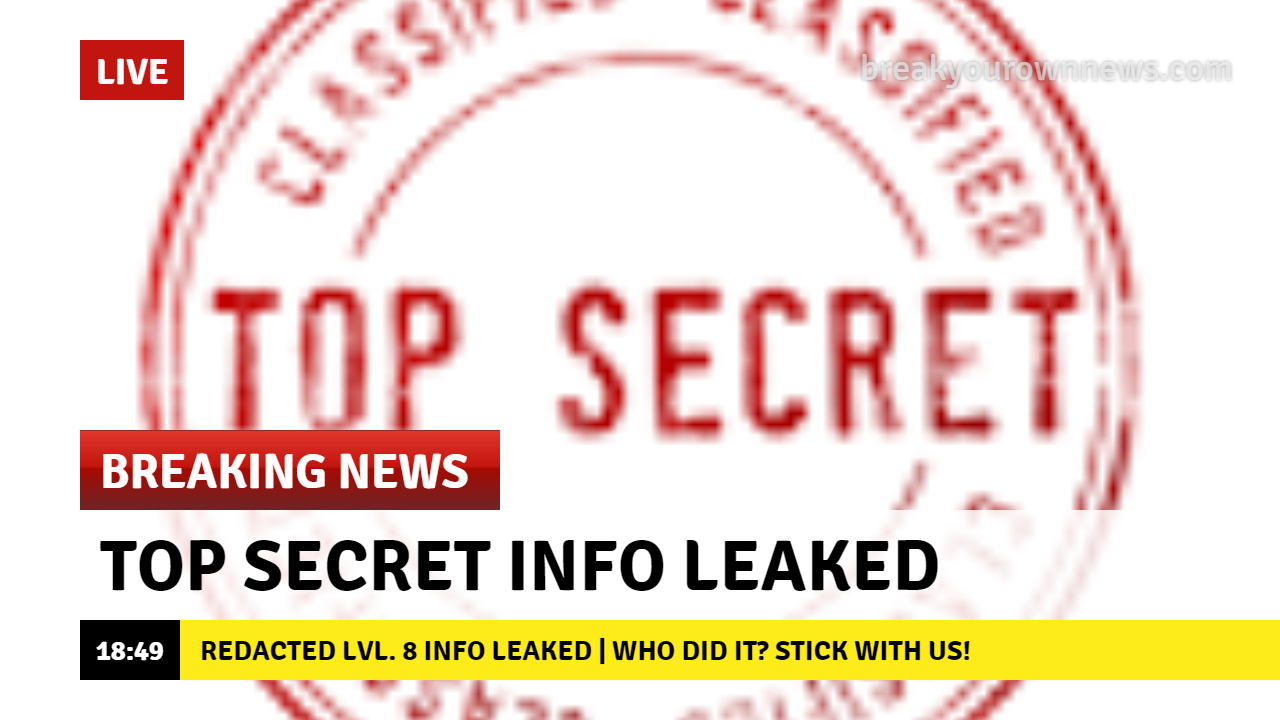 CLASSIFIED CLASSIFIED
LIVE
breakyourownnews.com
TOP SECRET
BREAKING NEWS
TOP SECRET INFO LEAKED
18:49 REDACTED LVL. 8 INFO LEAKED | WHO DID IT? STICK WITH US!